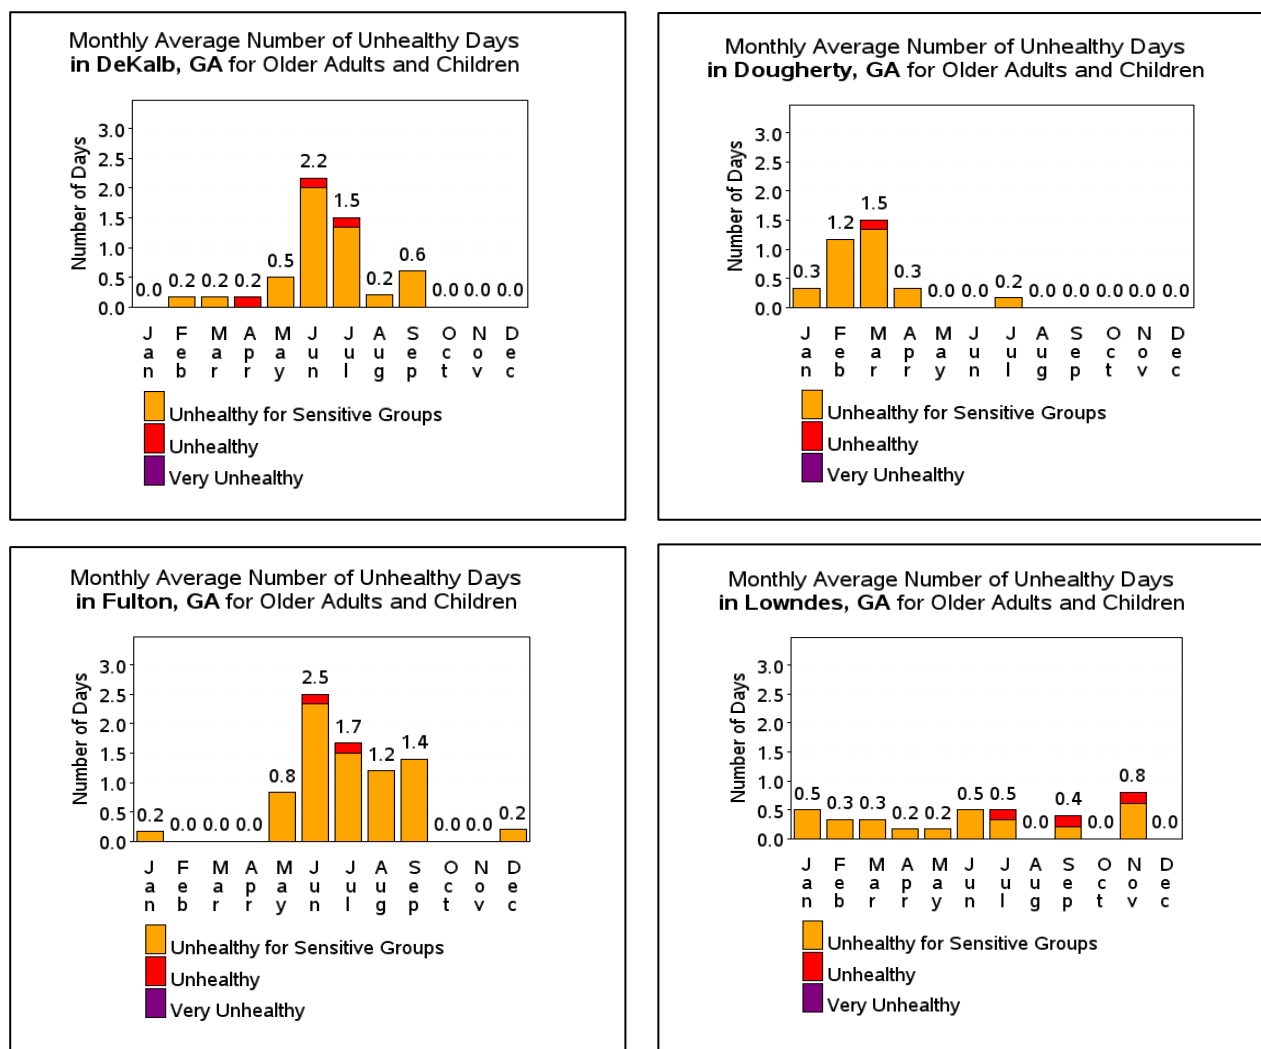 Monthly Average Number of Unhealthy Days
in DeKalb, GA for Older Adults and Children
Number of Days
3.0
2.5
2.0
1.5
1.0
0.5
0.0
0.0 0.2 0.2 0.2 0.5 2.2 1.5 0.2 0.6 0.0 0.0 0.0
Jan Feb Mar Apr May Jun Jul Aug Sep Oct Nov Dec
Unhealthy for Sensitive Groups
Unhealthy
Very Unhealthy
Monthly Average Number of Unhealthy Days
in Dougherty, GA for Older Adults and Children
Number of Days
3.0
2.5
2.0
1.5
1.0
0.5
0.0
0.3 1.2 1.5 0.3 0.0 0.0 0.2 0.0 0.0 0.0 0.0 0.0
Jan Feb Mar Apr May Jun Jul Aug Sep Oct Nov Dec
Unhealthy for Sensitive Groups
Unhealthy
Very Unhealthy
Monthly Average Number of Unhealthy Days
in Fulton, GA for Older Adults and Children
Number of Days
3.0
2.5
2.0
1.5
1.0
0.5
0.0
0.2 0.0 0.0 0.0 0.8 2.5 1.7 1.2 1.4 0.0 0.0 0.2
Jan Feb Mar Apr May Jun Jul Aug Sep Oct Nov Dec
Unhealthy for Sensitive Groups
Unhealthy
Very Unhealthy
Monthly Average Number of Unhealthy Days
in Lowndes, GA for Older Adults and Children
Number of Days
3.0
2.5
2.0
1.5
1.0
0.5
0.0
0.5 0.3 0.3 0.2 0.2 0.5 0.5 0.0 0.4 0.0 0.8 0.0
Jan Feb Mar Apr May Jun Jul Aug Sep Oct Nov Dec
Unhealthy for Sensitive Groups
Unhealthy
Very Unhealthy